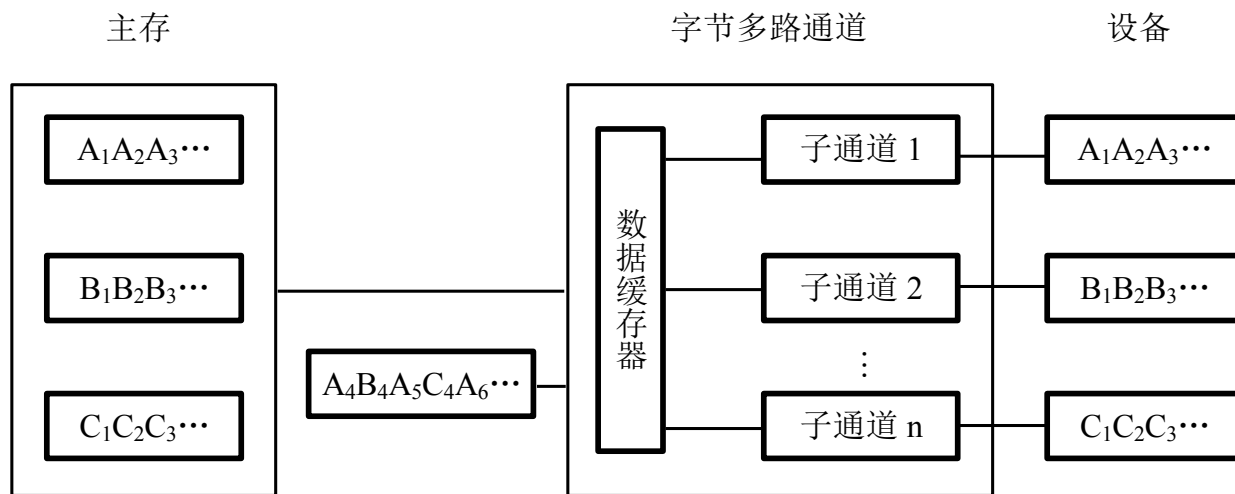 主存 字节多路通道 设备
A₁A₂A₃⋯ 子通道 1 A₁A₂A₃⋯
数据缓存器
B₁B₂B₃⋯ 子通道 2 B₁B₂B₃⋯
⋮
A₄B₄A₅C₄A₆⋯
C₁C₂C₃⋯ 子通道 n C₁C₂C₃⋯